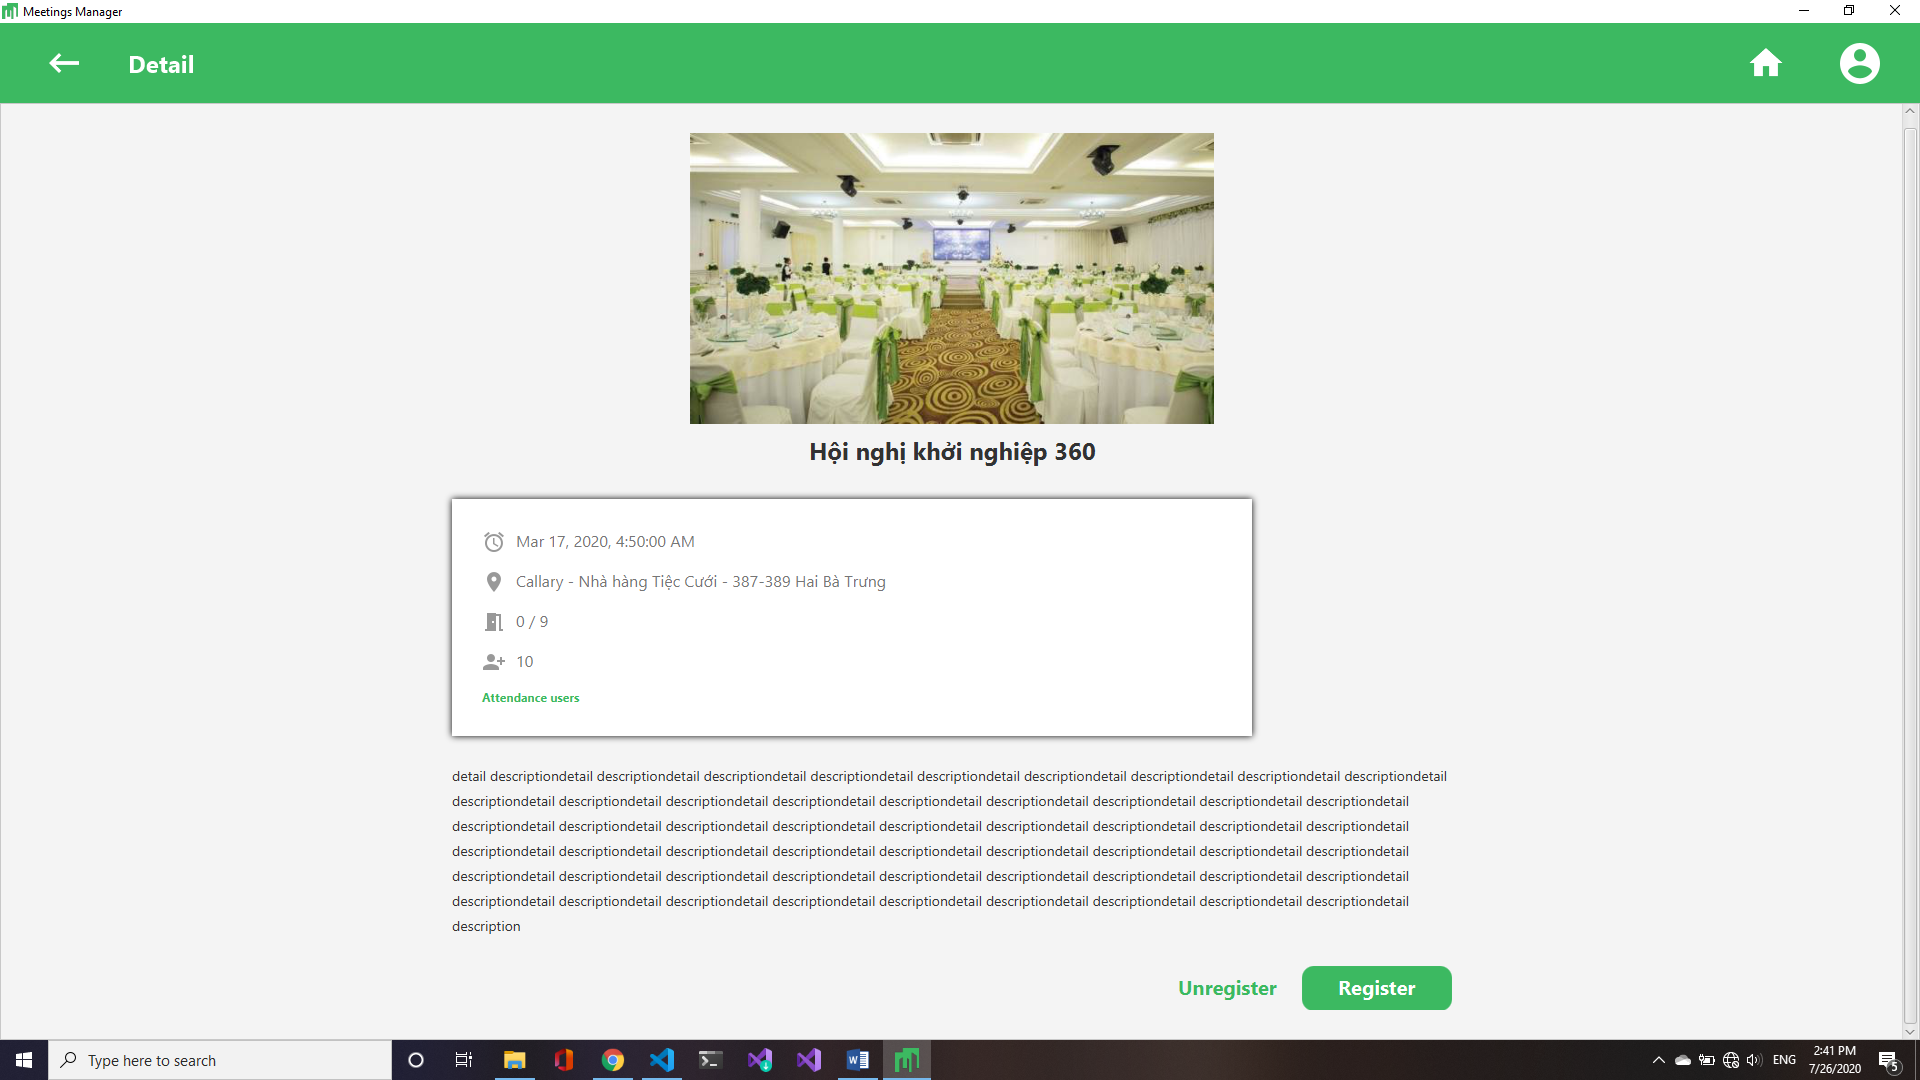 Meetings Manager
Detail
Hội nghị khởi nghiệp 360
Mar 17, 2020, 4:50:00 AM
Callary - Nhà hàng Tiệc Cưới - 387-389 Hai Bà Trưng
0 / 9
10
Attendance users
detail descriptiondetail descriptiondetail descriptiondetail descriptiondetail descriptiondetail descriptiondetail descriptiondetail descriptiondetail descriptiondetail
descriptiondetail descriptiondetail descriptiondetail descriptiondetail descriptiondetail descriptiondetail descriptiondetail descriptiondetail descriptiondetail
descriptiondetail descriptiondetail descriptiondetail descriptiondetail descriptiondetail descriptiondetail descriptiondetail descriptiondetail descriptiondetail
descriptiondetail descriptiondetail descriptiondetail descriptiondetail descriptiondetail descriptiondetail descriptiondetail descriptiondetail descriptiondetail
descriptiondetail descriptiondetail descriptiondetail descriptiondetail descriptiondetail descriptiondetail descriptiondetail descriptiondetail descriptiondetail
descriptiondetail descriptiondetail descriptiondetail descriptiondetail descriptiondetail descriptiondetail descriptiondetail descriptiondetail descriptiondetail
description
Unregister
Register
Type here to search
ENG
2:41 PM
7/26/2020
5